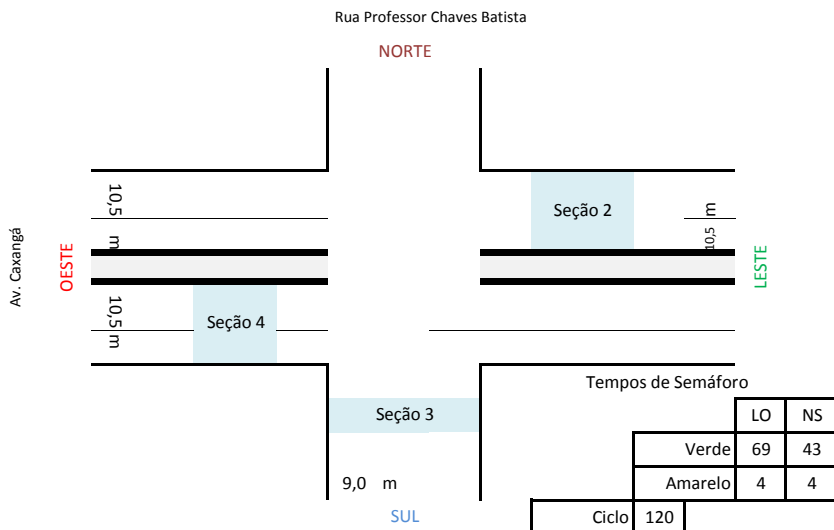 Rua Professor Chaves Batista
NORTE
10,5 m
Seção 2
10,5 m
Av. Caxangá
OESTE
LESTE
10,5 m
Seção 4
Tempos de Semáforo
LO NS
Seção 3
Verde 69 43
9,0 m
Amarelo 4 4
SUL
Ciclo 120